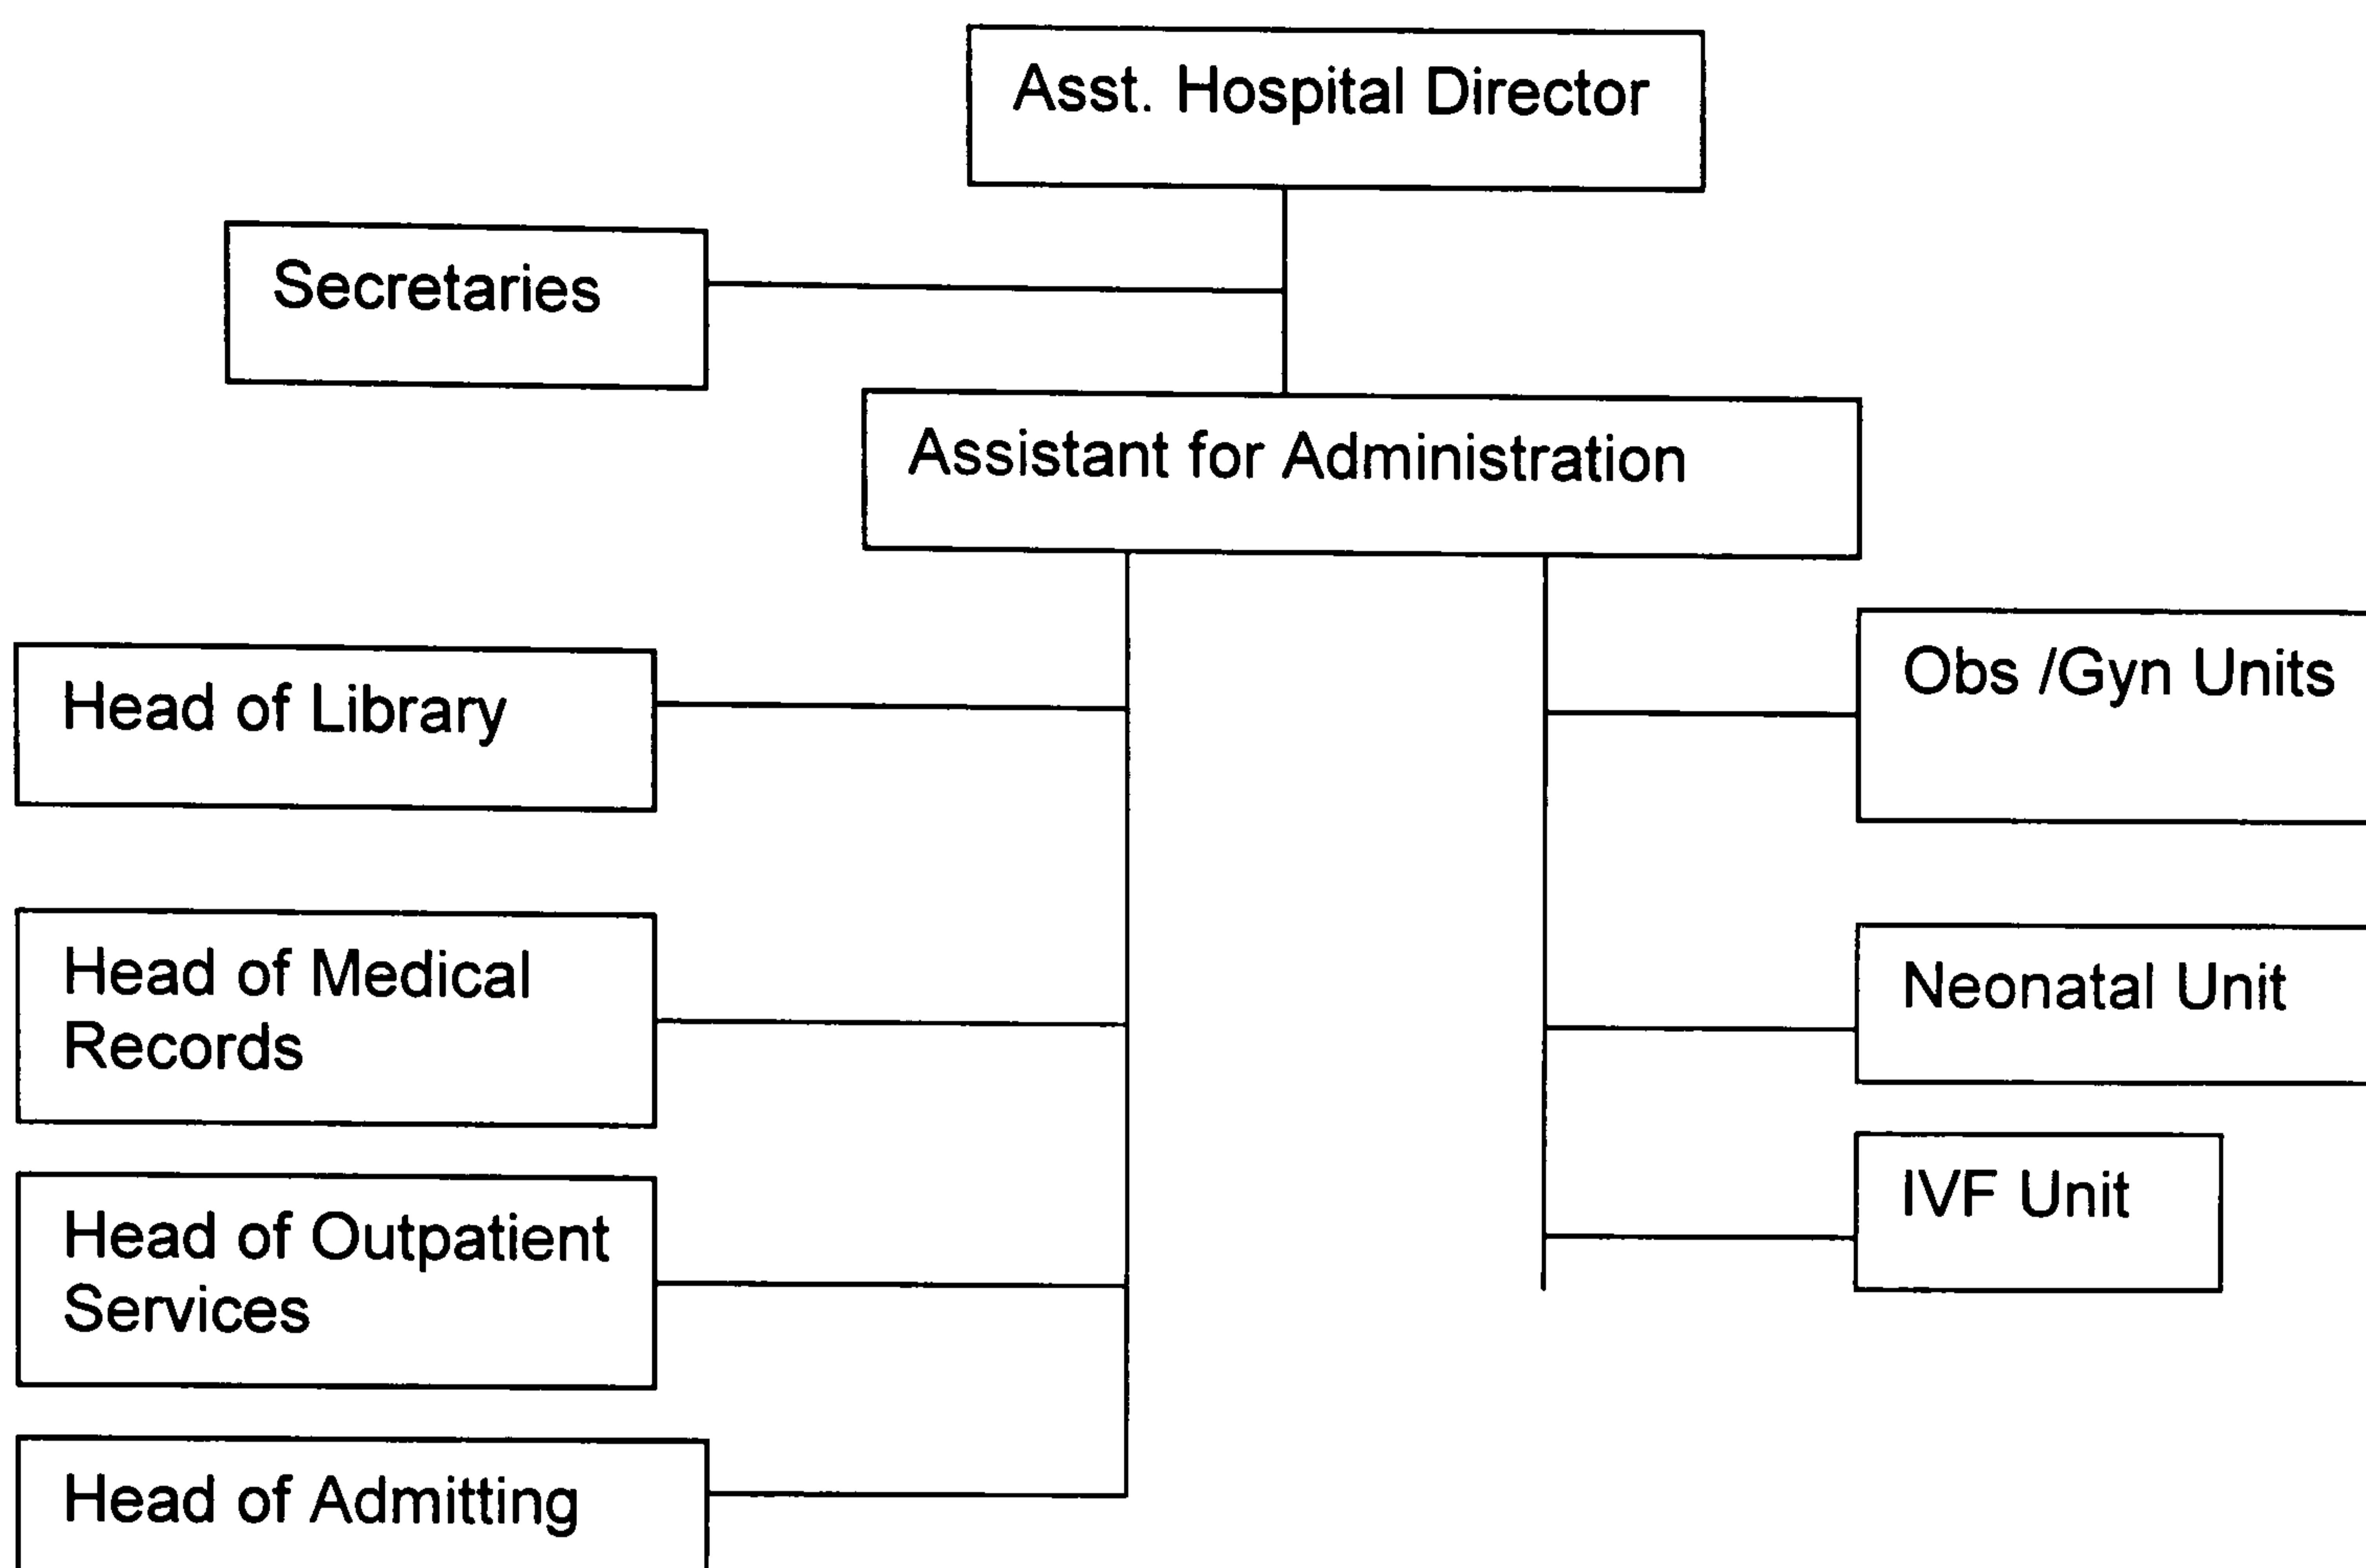 Asst. Hospital Director
Secretaries
Assistant for Administration
Head of Library
Obs /Gyn Units
Head of Medical
Records
Neonatal Unit
Head of Outpatient
Services
IVF Unit
Head of Admitting